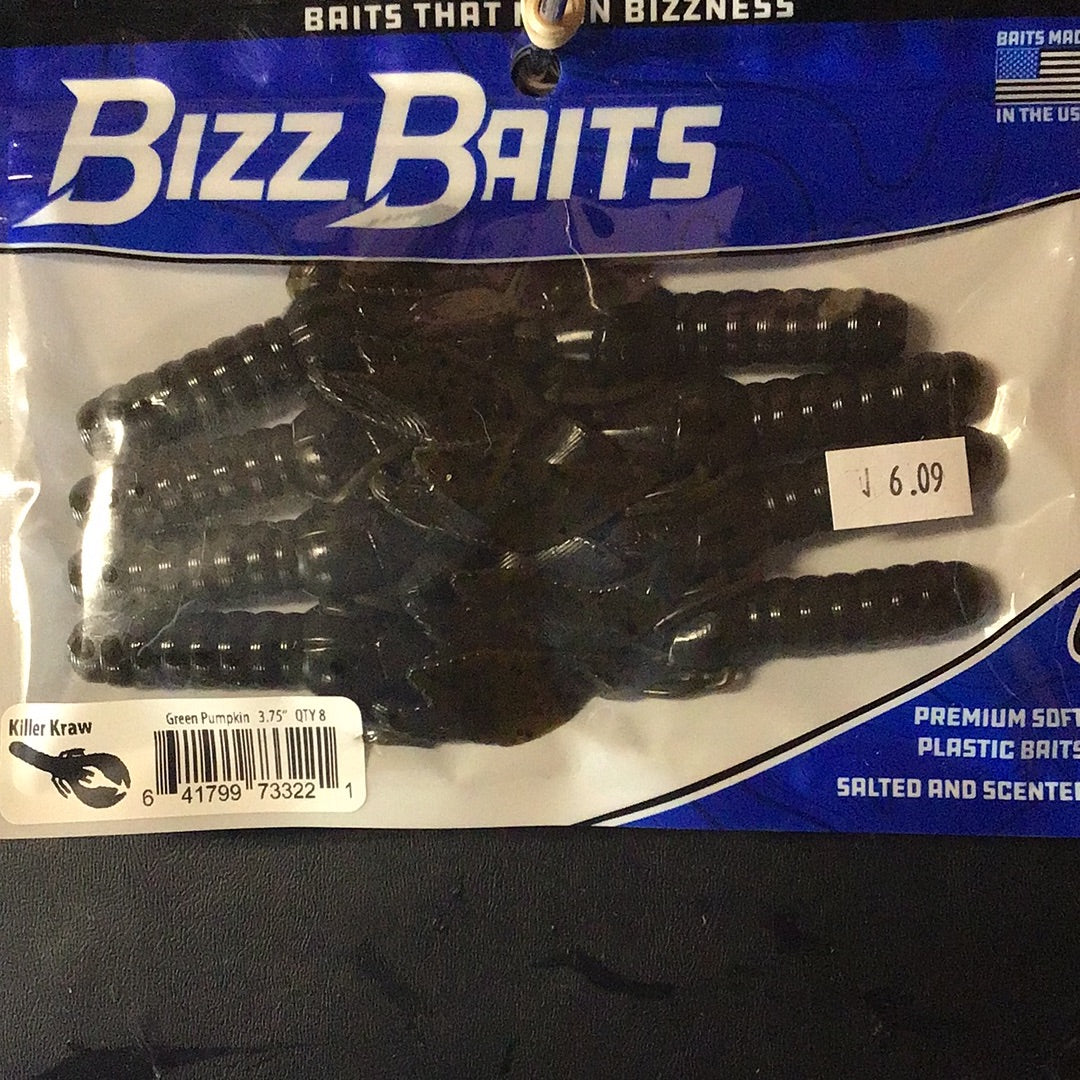 BAITS THAT IN BIZZNESS
BIZZ BAITS
BAITS MAD
IN THE US
6.09
Killer Kraw
Green Pumpkin 3.75" QTY 8
6 41799 73322 1
PREMIUM SOFT
PLASTIC BAITS
SALTED AND SCENTE